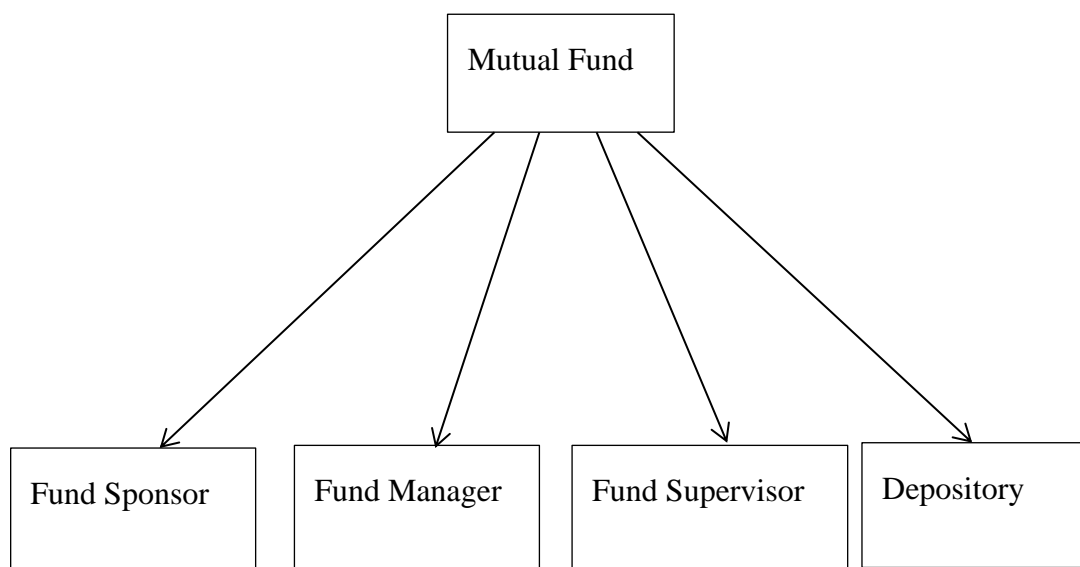 Mutual Fund
Fund Sponsor
Fund Manager
Fund Supervisor
Depository